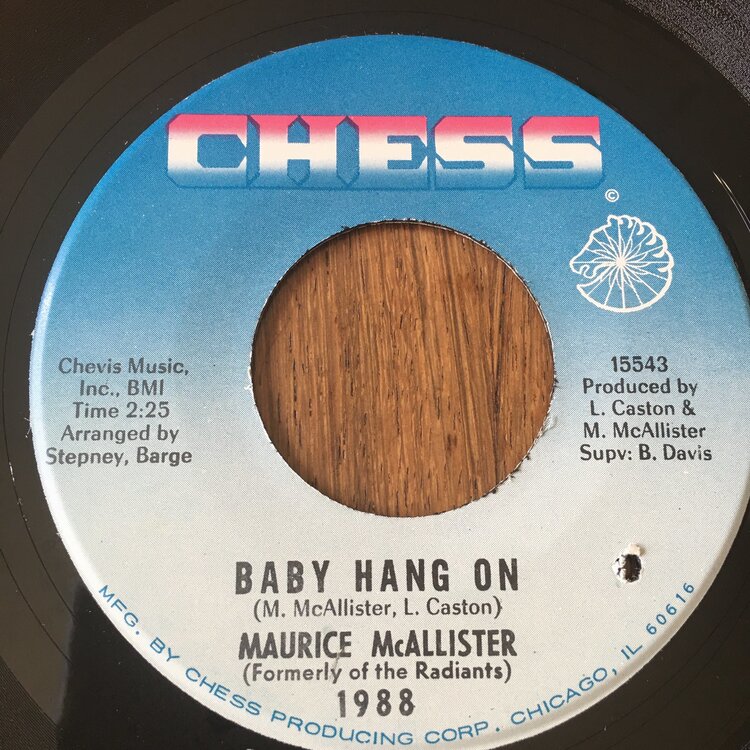 CHESS
©
Chevis Music,
Inc., BMI
Time 2:25
Arranged by
Stepney, Barge
15543
Produced by
L. Caston &
M. McAllister
Supv: B. Davis
BABY HANG ON
(M. McAllister, L. Caston)
MAURICE McALLISTER
(Formerly of the Radiants)
1988
MFG. BY CHESS PRODUCING CORP. CHICAGO, IL 60616